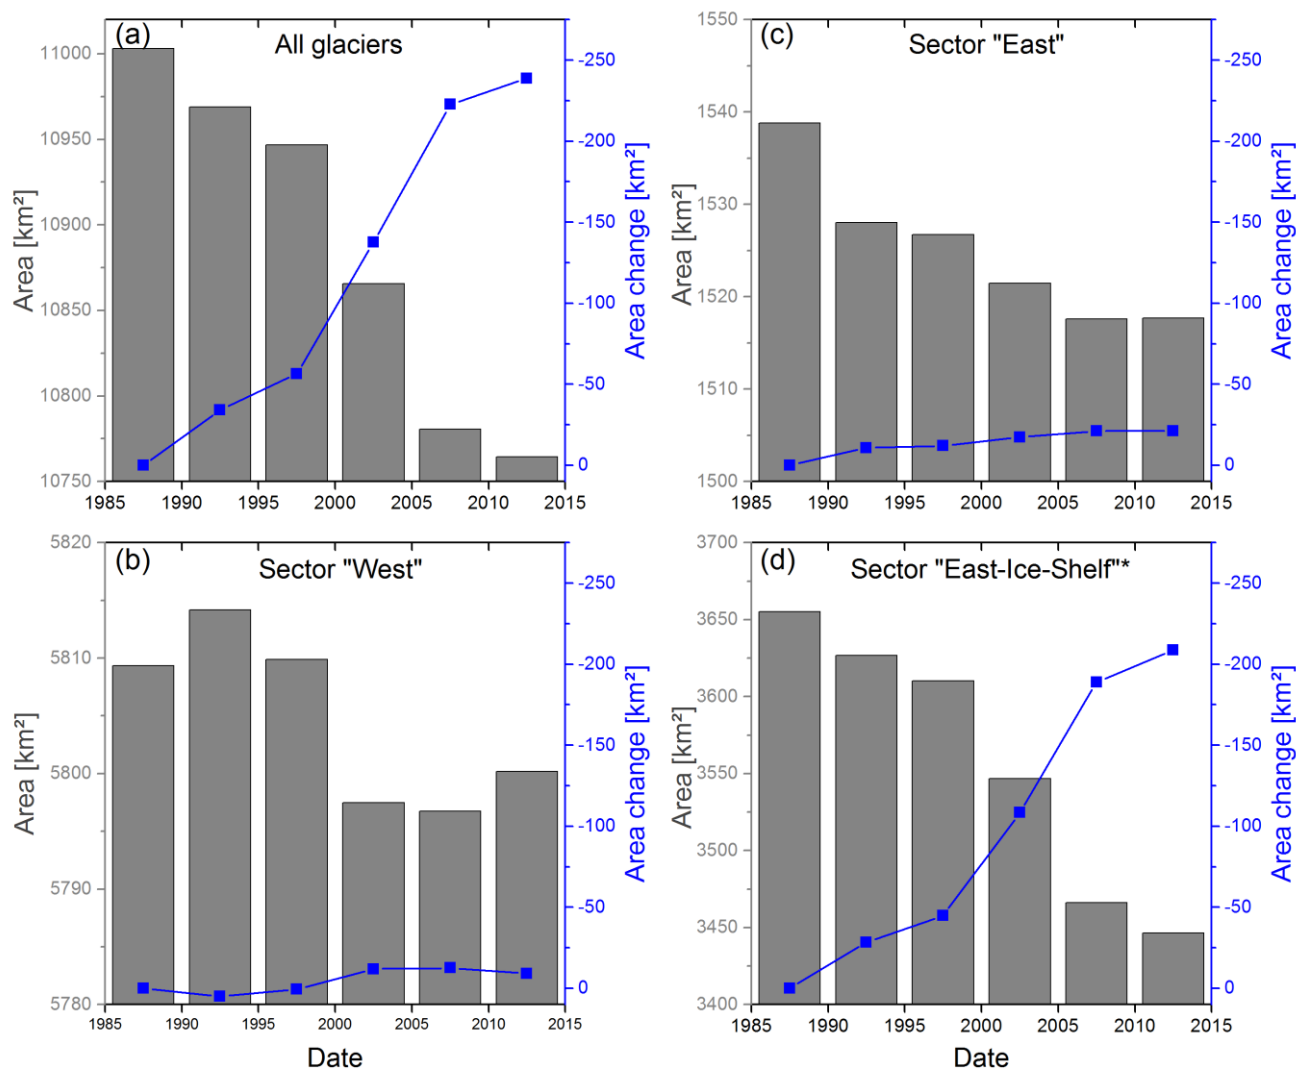 (a) All glaciers
11000
10950
10900
10850
10800
10750
Area [km²]
-250
-200
-150
-100
-50
0
Area change [km²]
1985 1990 1995 2000 2005 2010 2015
(c) Sector "East"
1550
1540
1530
1520
1510
1500
Area [km²]
-250
-200
-150
-100
-50
0
Area change [km²]
1985 1990 1995 2000 2005 2010 2015
(b) Sector "West"
5820
5810
5800
5790
5780
Area [km²]
-250
-200
-150
-100
-50
0
Area change [km²]
1985 1990 1995 2000 2005 2010 2015
Date
(d) Sector "East-Ice-Shelf"*
3700
3650
3600
3550
3500
3450
3400
Area [km²]
-250
-200
-150
-100
-50
0
Area change [km²]
1985 1990 1995 2000 2005 2010 2015
Date